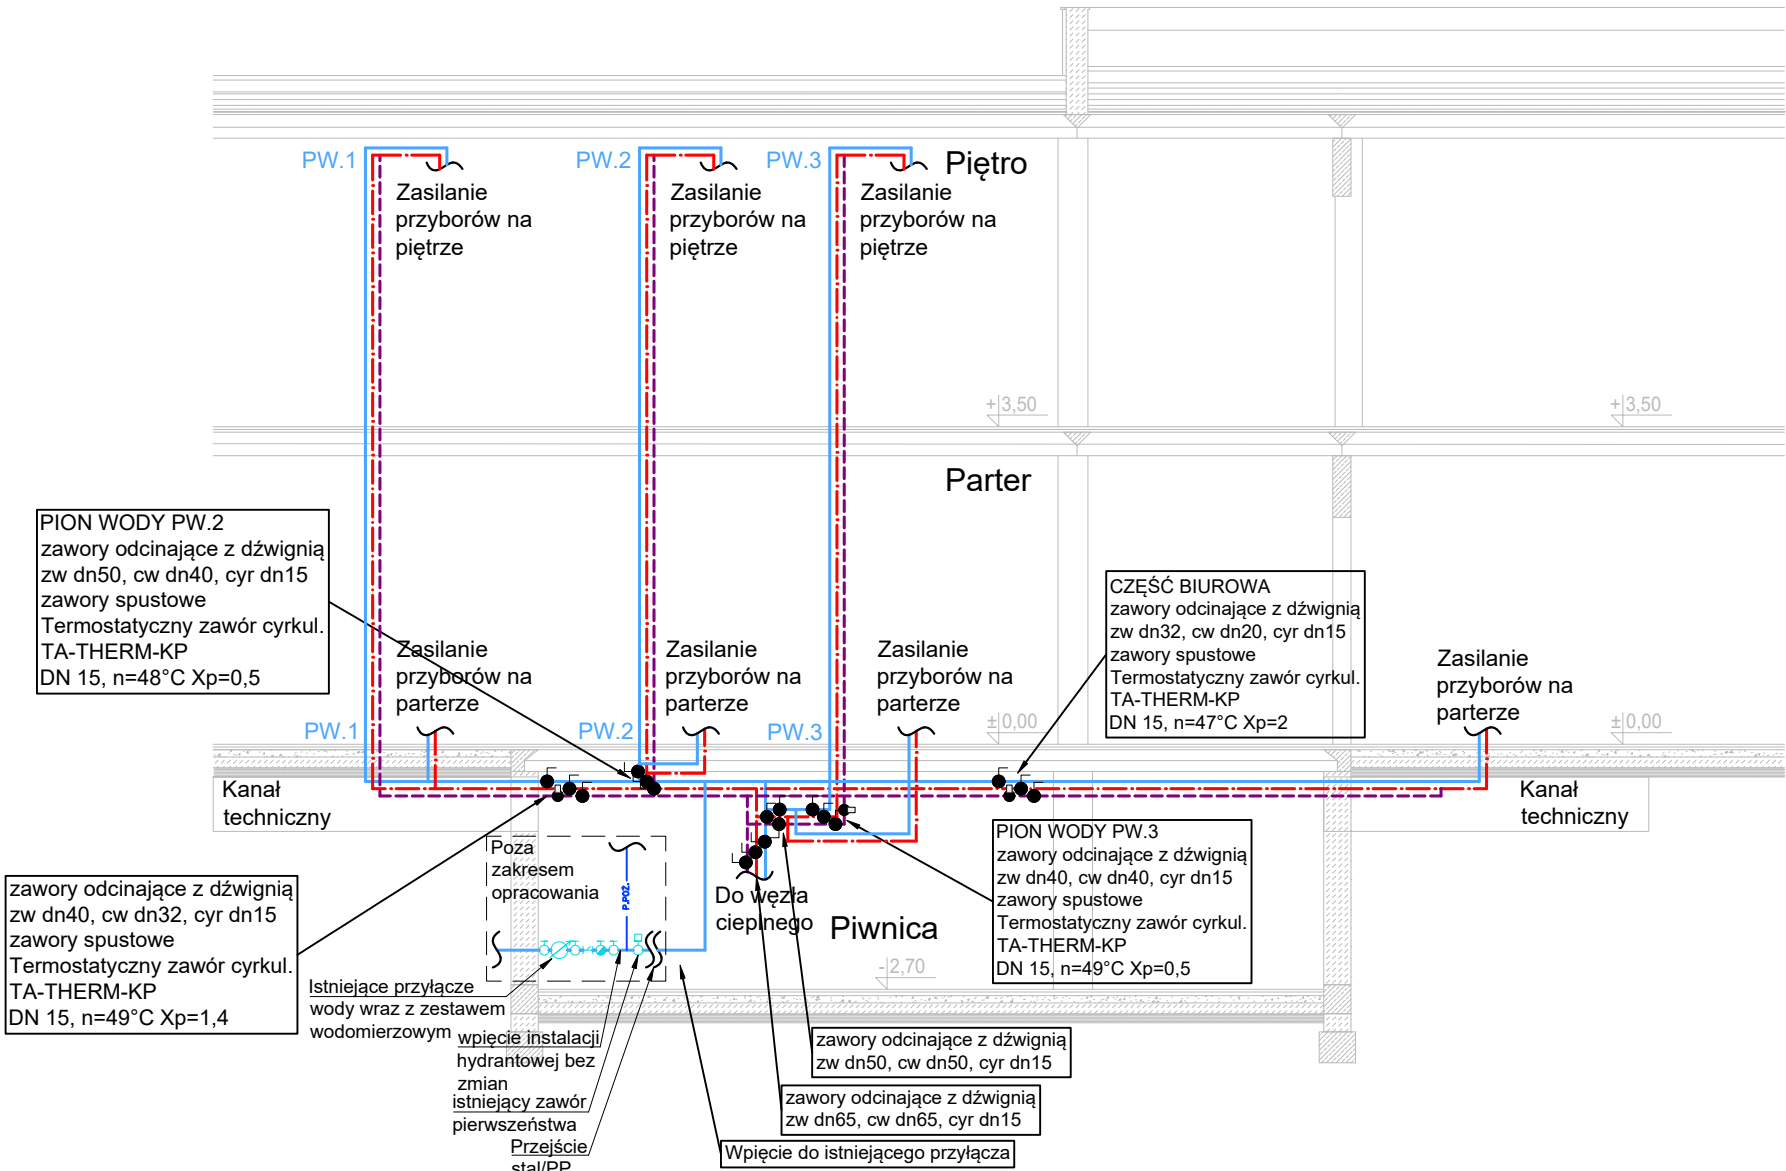 PW.1
PW.2
PW.3
Piętro
Zasilanie
przyborów na
piętrze
Zasilanie
przyborów na
piętrze
Zasilanie
przyborów na
piętrze
+3,50
+3,50
Parter
PION WODY PW.2
zawory odcinające z dźwignią
zw dn50, cw dn40, cyr dn15
zawory spustowe
Termostatyczny zawór cyrkul.
TA-THERM-KP
DN 15, n=48°C Xp=0,5
CZĘŚĆ BIUROWA
zawory odcinające z dźwignią
zw dn32, cw dn20, cyr dn15
zawory spustowe
Termostatyczny zawór cyrkul.
TA-THERM-KP
DN 15, n=47°C Xp=2
Zasilanie
przyborów na
parterze
Zasilanie
przyborów na
parterze
Zasilanie
przyborów na
parterze
Zasilanie
przyborów na
parterze
PW.1
PW.2
PW.3
±0,00
±0,00
Kanał
techniczny
Kanał
techniczny
Poza
zakresem
opracowania
P.POŻ.
Do węzła
cieplnego
Piwnica
-2,70
PION WODY PW.3
zawory odcinające z dźwignią
zw dn40, cw dn40, cyr dn15
zawory spustowe
Termostatyczny zawór cyrkul.
TA-THERM-KP
DN 15, n=49°C Xp=0,5
zawory odcinające z dźwignią
zw dn40, cw dn32, cyr dn15
zawory spustowe
Termostatyczny zawór cyrkul.
TA-THERM-KP
DN 15, n=49°C Xp=1,4
Istniejące przyłącze
wody wraz z zestawem
wodomierzowym
wpięcie instalacji
hydrantowej bez
zmian
istniejący zawór
pierwszeństwa
Przejście
stal/PP
zawory odcinające z dźwignią
zw dn50, cw dn50, cyr dn15
zawory odcinające z dźwignią
zw dn65, cw dn65, cyr dn15
Wpięcie do istniejącego przyłącza